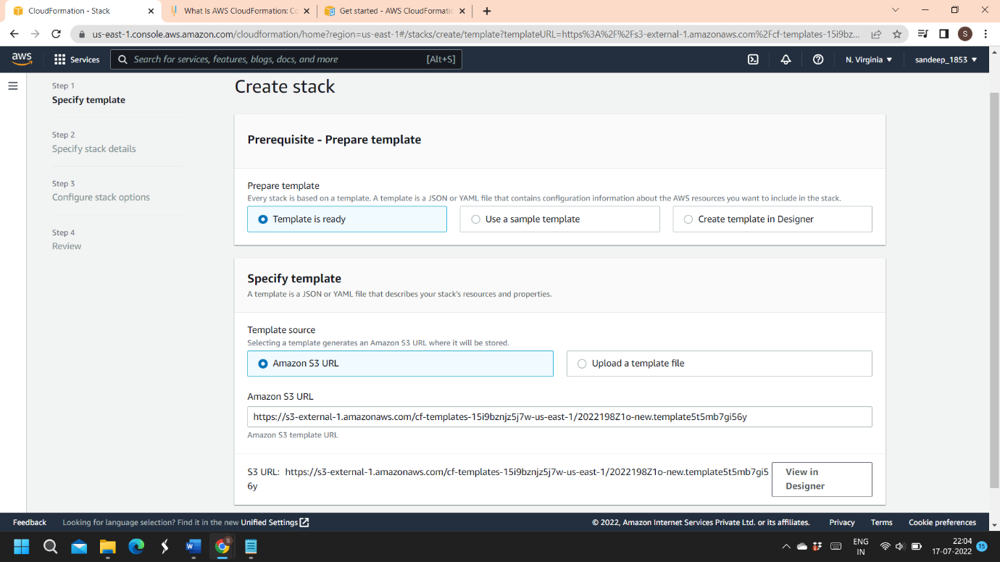 CloudFormation - Stack
What Is AWS CloudFormation: Co
Get started - AWS CloudFormatic
us-east-1.console.aws.amazon.com/cloudformation/home?region=us-east-1#/stacks/create/template?templateURL=https%3A%2F%2Fs3-external-1.amazonaws.com%2Fcf-templates-15i9bz...
S
aws
Services
Search for services, features, blogs, docs, and more
[Alt+S]
N. Virginia
sandeep_1853
Step 1
Specify template
Step 2
Specify stack details
Step 3
Configure stack options
Step 4
Review
Create stack
Prerequisite - Prepare template
Prepare template
Every stack is based on a template. A template is a JSON or YAML file that contains configuration information about the AWS resources you want to include in the stack.
Template is ready
Use a sample template
Create template in Designer
Specify template
A template is a JSON or YAML file that describes your stack's resources and properties.
Template source
Selecting a template generates an Amazon S3 URL where it will be stored.
Amazon S3 URL
Upload a template file
Amazon S3 URL
https://s3-external-1.amazonaws.com/cf-templates-15i9bznjz5j7w-us-east-1/2022198Z1o-new.template5t5mb7gi56y
Amazon S3 template URL
S3 URL: https://s3-external-1.amazonaws.com/cf-templates-15i9bznjz5j7w-us-east-1/2022198Z1o-new.template5t5mb7gi5
6y
View in
Designer
Feedback
Looking for language selection? Find it in the new Unified Settings
© 2022, Amazon Internet Services Private Ltd. or its affiliates.
Privacy
Terms
Cookie preferences
W
S
ENG
IN
22:04
17-07-2022
15